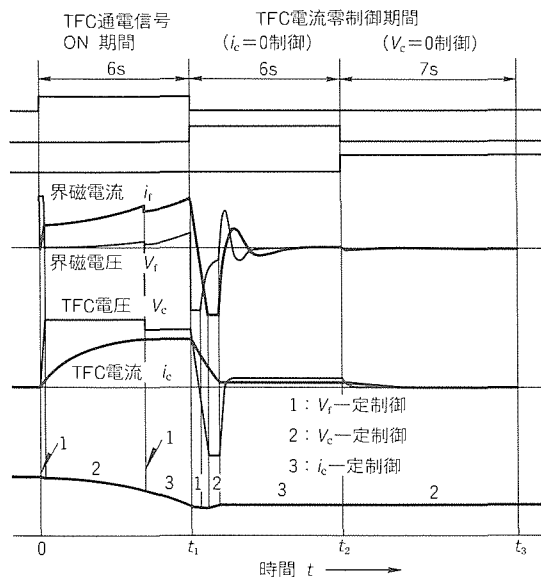 TFC通電信号
ON 期間
TFC電流零制御期間
(ic=0制御) (Vc=0制御)
6s 6s 7s
界磁電流 if
界磁電圧 Vf
TFC電圧 Vc
TFC電流 ic
1：Vf一定制御
2：Vc一定制御
3：ic一定制御
1 2 1 3 1 2 3 2
0 t1 t2 t3
時間 t